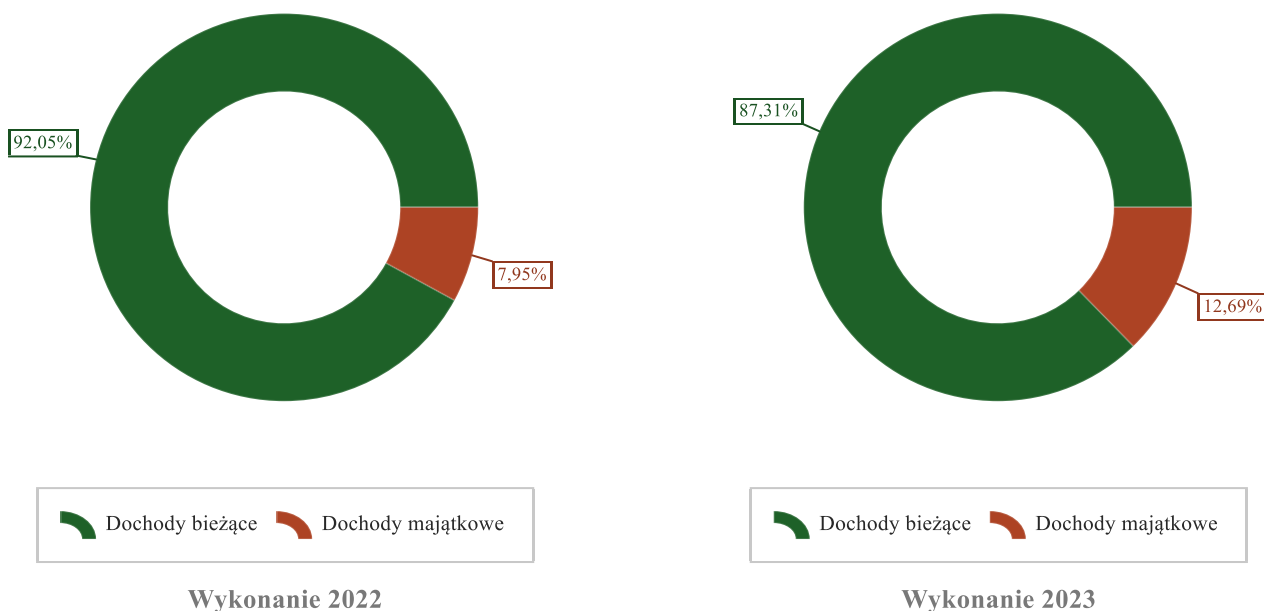 92,05%
7,95%
Dochody bieżące Dochody majątkowe
Wykonanie 2022
87,31%
12,69%
Dochody bieżące Dochody majątkowe
Wykonanie 2023